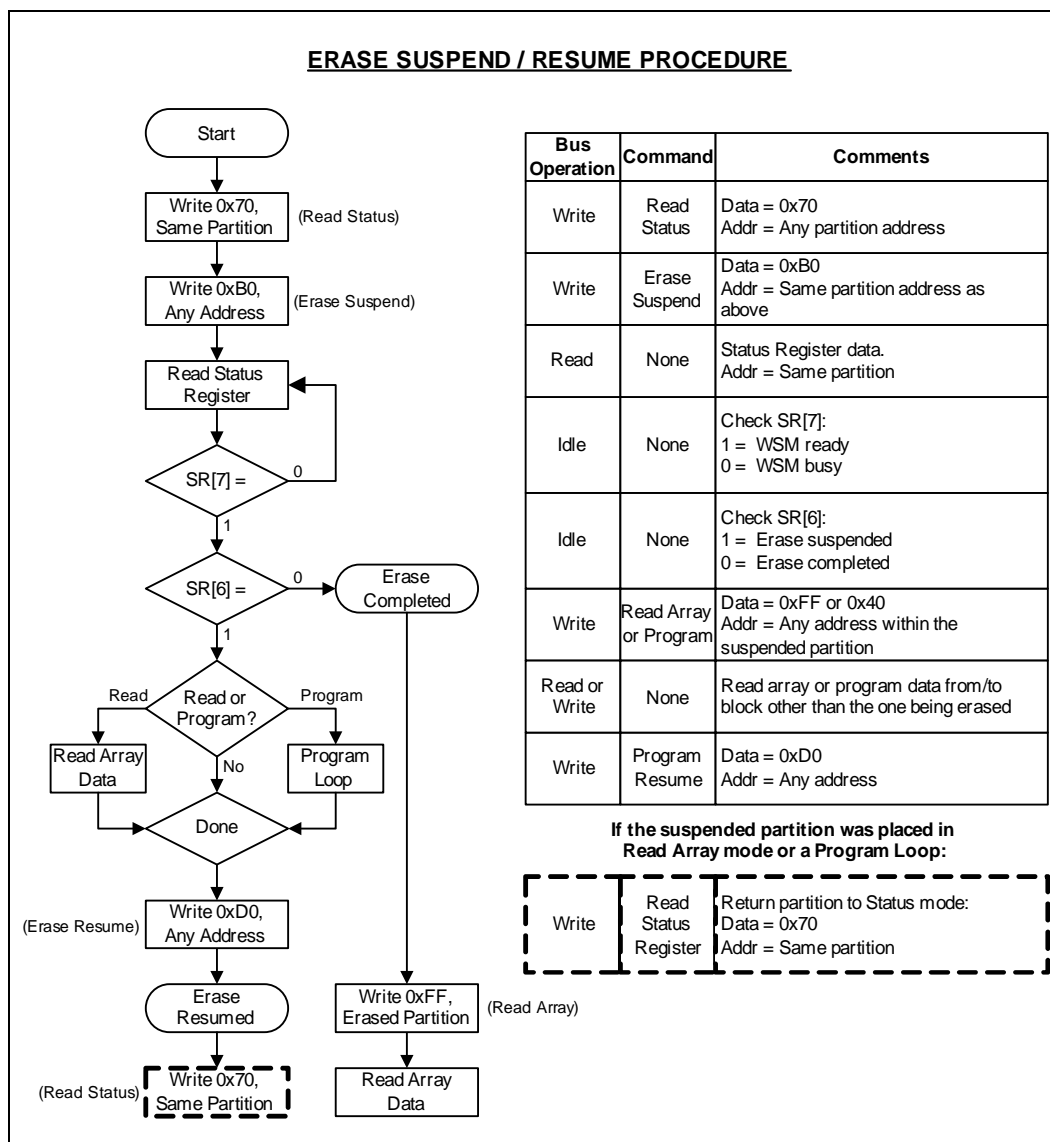 ERASE SUSPEND / RESUME PROCEDURE
Start
Write 0x70,
Same Partition
(Read Status)
Write 0xB0,
Any Address
(Erase Suspend)
Read Status
Register
SR[7] =
0
1
SR[6] =
0
Erase
Completed
1
Read or
Program?
Read
Program
Read Array
Data
No
Program
Loop
Done
(Erase Resume)
Write 0xD0,
Any Address
Erase
Resumed
Write 0xFF,
Erased Partition
(Read Array)
(Read Status)
Write 0x70,
Same Partition
Read Array
Data
Bus
Operation
Command
Comments
Write
Read
Status
Data = 0x70
Addr = Any partition address
Write
Erase
Suspend
Data = 0xB0
Addr = Same partition address as
above
Read
None
Status Register data.
Addr = Same partition
Idle
None
Check SR[7]:
1 = WSM ready
0 = WSM busy
Idle
None
Check SR[6]:
1 = Erase suspended
0 = Erase completed
Write
Read Array
or Program
Data = 0xFF or 0x40
Addr = Any address within the
suspended partition
Read or
Write
None
Read array or program data from/to
block other than the one being erased
Write
Program
Resume
Data = 0xD0
Addr = Any address
If the suspended partition was placed in
Read Array mode or a Program Loop:
Write
Read
Status
Register
Return partition to Status mode:
Data = 0x70
Addr = Same partition